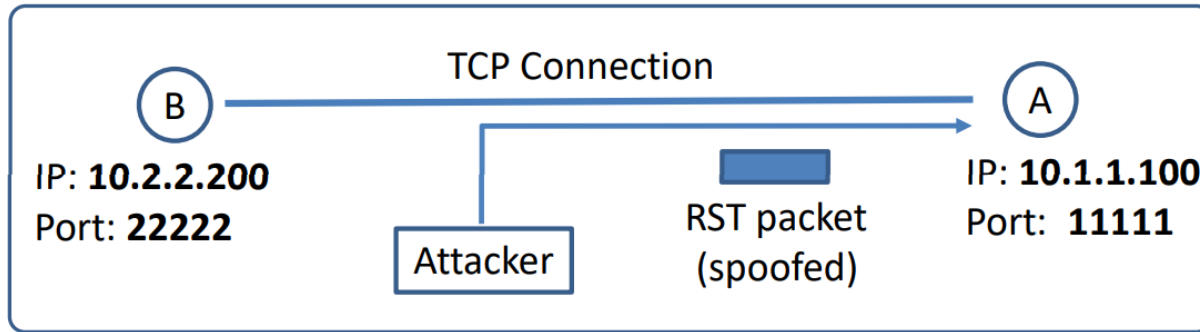 TCP Connection
B
A
IP: 10.2.2.200
Port: 22222
Attacker
RST packet
(spoofed)
IP: 10.1.1.100
Port: 11111